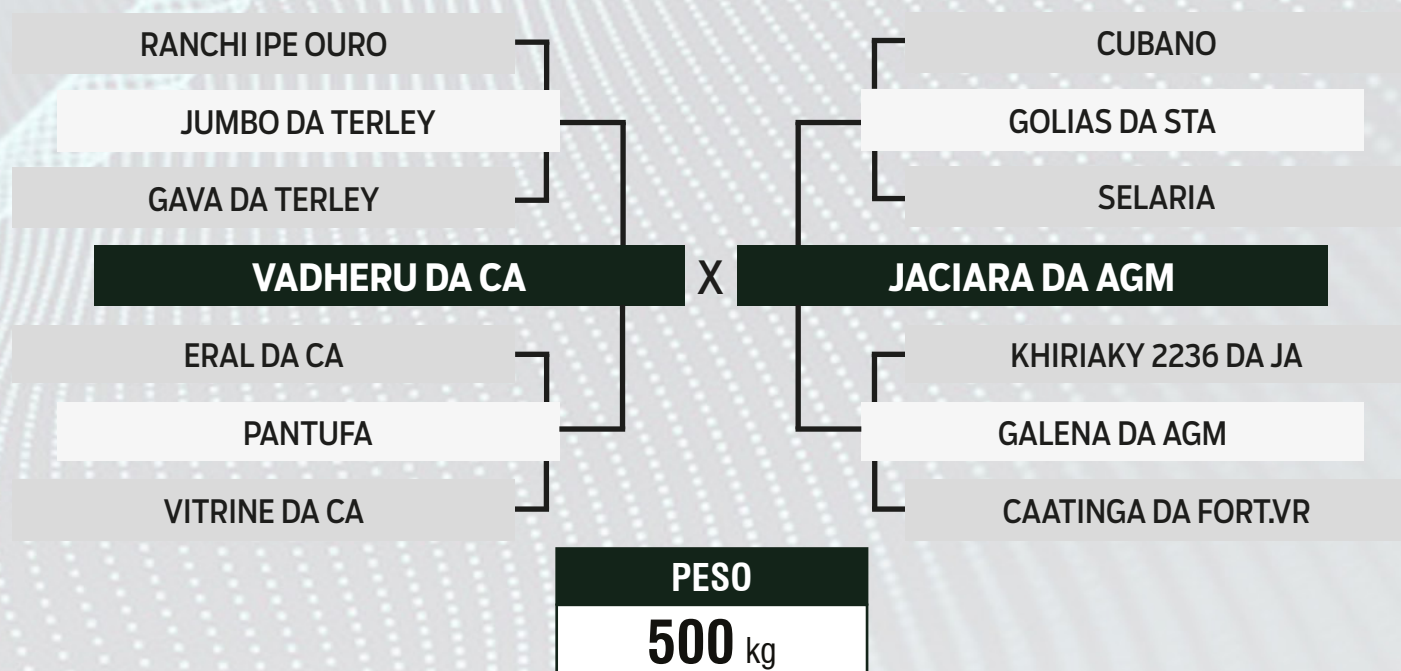 RANCHI IPE OURO
JUMBO DA TERLEY
GAVA DA TERLEY
VADHERU DA CA
ERAL DA CA
PANTUFA
VITRINE DA CA
X
CUBANO
GOLIAS DA STA
SELARIA
JACIARA DA AGM
KHIRIAKY 2236 DA JA
GALENA DA AGM
CAATINGA DA FORT.VR
PESO
500 kg